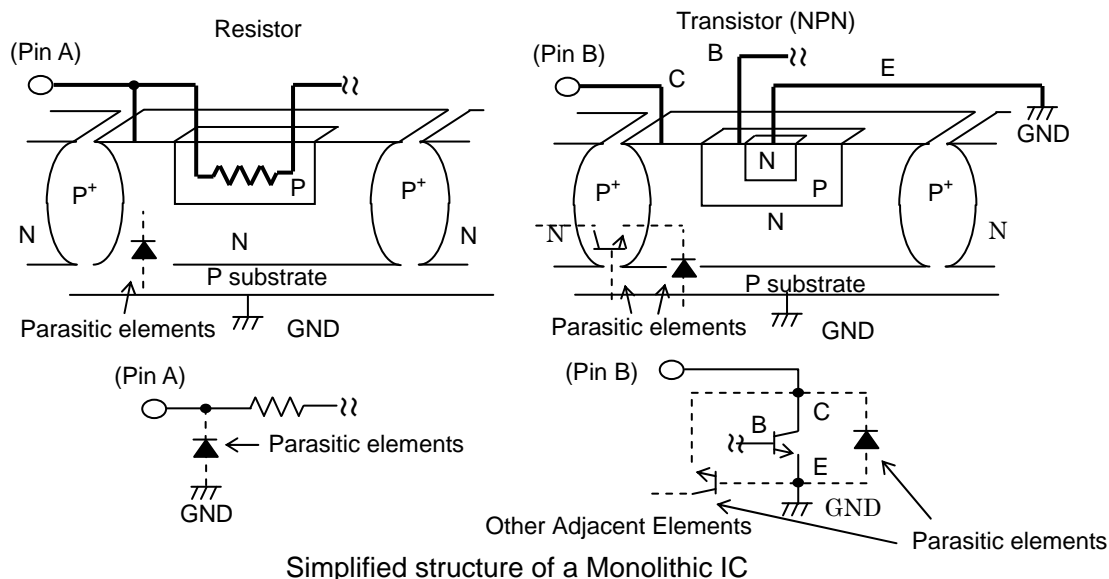 Resistor
(Pin A)
P+
N
P
N
P+
N
P substrate
Parasitic elements
GND
Transistor (NPN)
(Pin B)
C
B
E
GND
P+
N
N
P
N
P+
N
P substrate
Parasitic elements
GND
(Pin A)
Parasitic elements
GND
(Pin B)
C
B
E
GND
Other Adjacent Elements
Parasitic elements
Simplified structure of a Monolithic IC